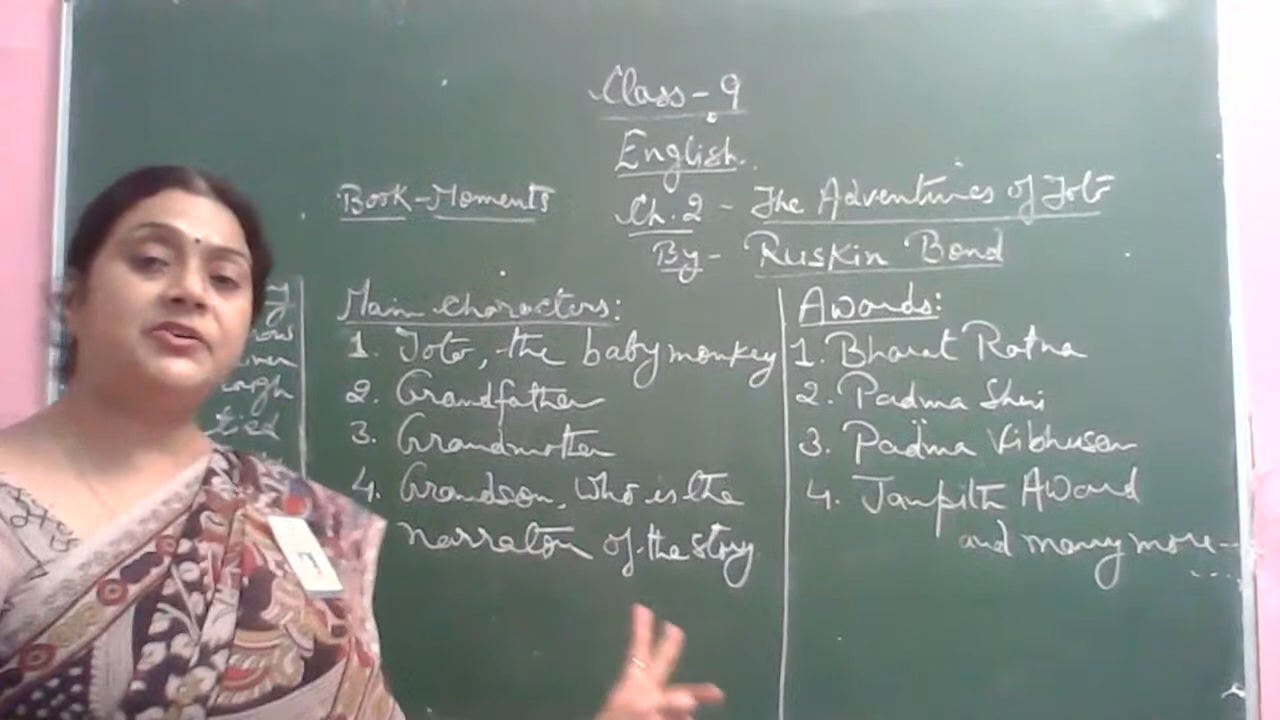 Class-9
English.
Book-Moments
Ch.2 - The Adventures of Toto
By- Ruskin Bond
Main Characters:
1. Toto, the baby monkey
2. Grandfather
3. Grandmother
4. Grandson, who is the
narrator of the story
Awards:
1. Bharat Ratna
2. Padma Shri
3. Padma Vibhusan
4. Janpith Award
and many more--
....
tied